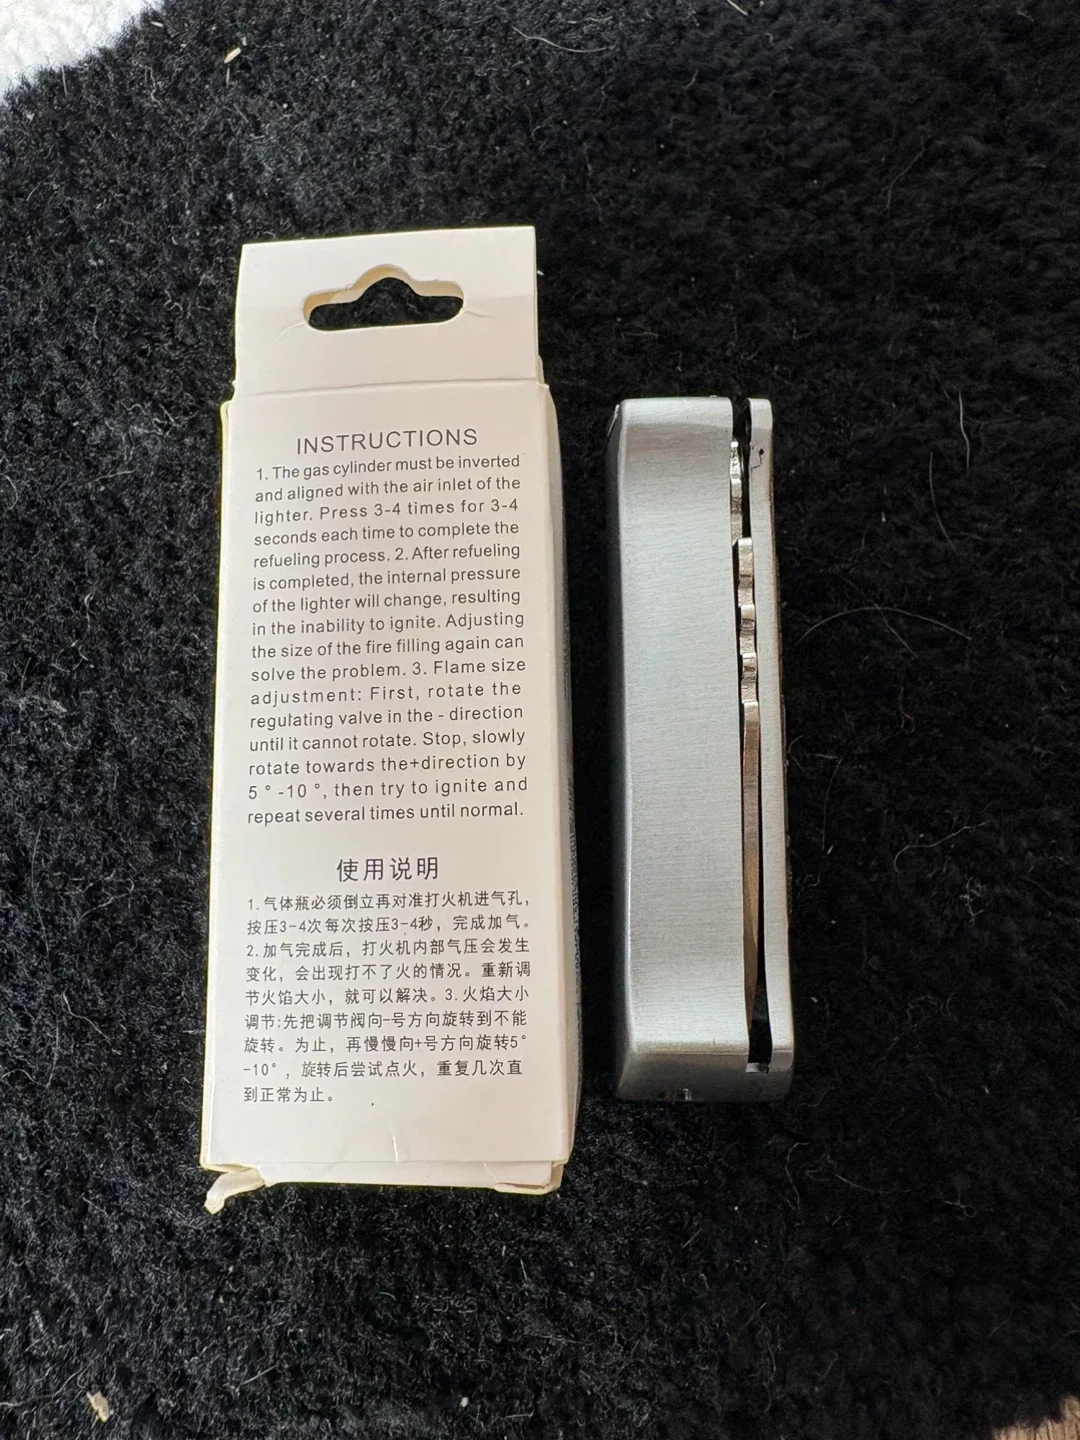 INSTRUCTIONS
1. The gas cylinder must be inverted
and aligned with the air inlet of the
lighter. Press 3-4 times for 3-4
seconds each time to complete the
refueling process. 2. After refueling
is completed, the internal pressure
of the lighter will change, resulting
in the inability to ignite. Adjusting
the size of the fire filling again can
solve the problem. 3. Flame size
adjustment: First, rotate the
regulating valve in the - direction
until it cannot rotate. Stop, slowly
rotate towards the+direction by
5 ° -10 °, then try to ignite and
repeat several times until normal.
使用说明
1.气体瓶必须倒立再对准打火机进气孔，
按压3-4次每次按压3-4秒，完成加气。
2.加气完成后，打火机内部气压会发生
变化，会出现打不了火的情况。重新调
节火馅大小，就可以解决。3.火焰大小
调节:先把调节阀向-号方向旋转到不能
旋转。为止，再慢慢向+号方向旋转5°
-10°，旋转后尝试点火，重复几次直
到正常为止。